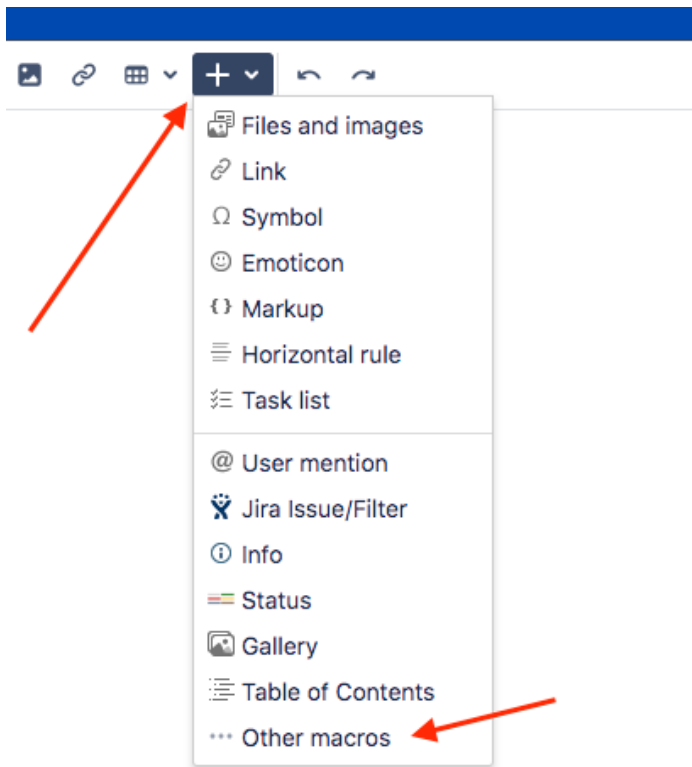 Files and images
Link
Symbol
Emoticon
Markup
Horizontal rule
Task list
User mention
Jira Issue/Filter
Info
Status
Gallery
Table of Contents
Other macros